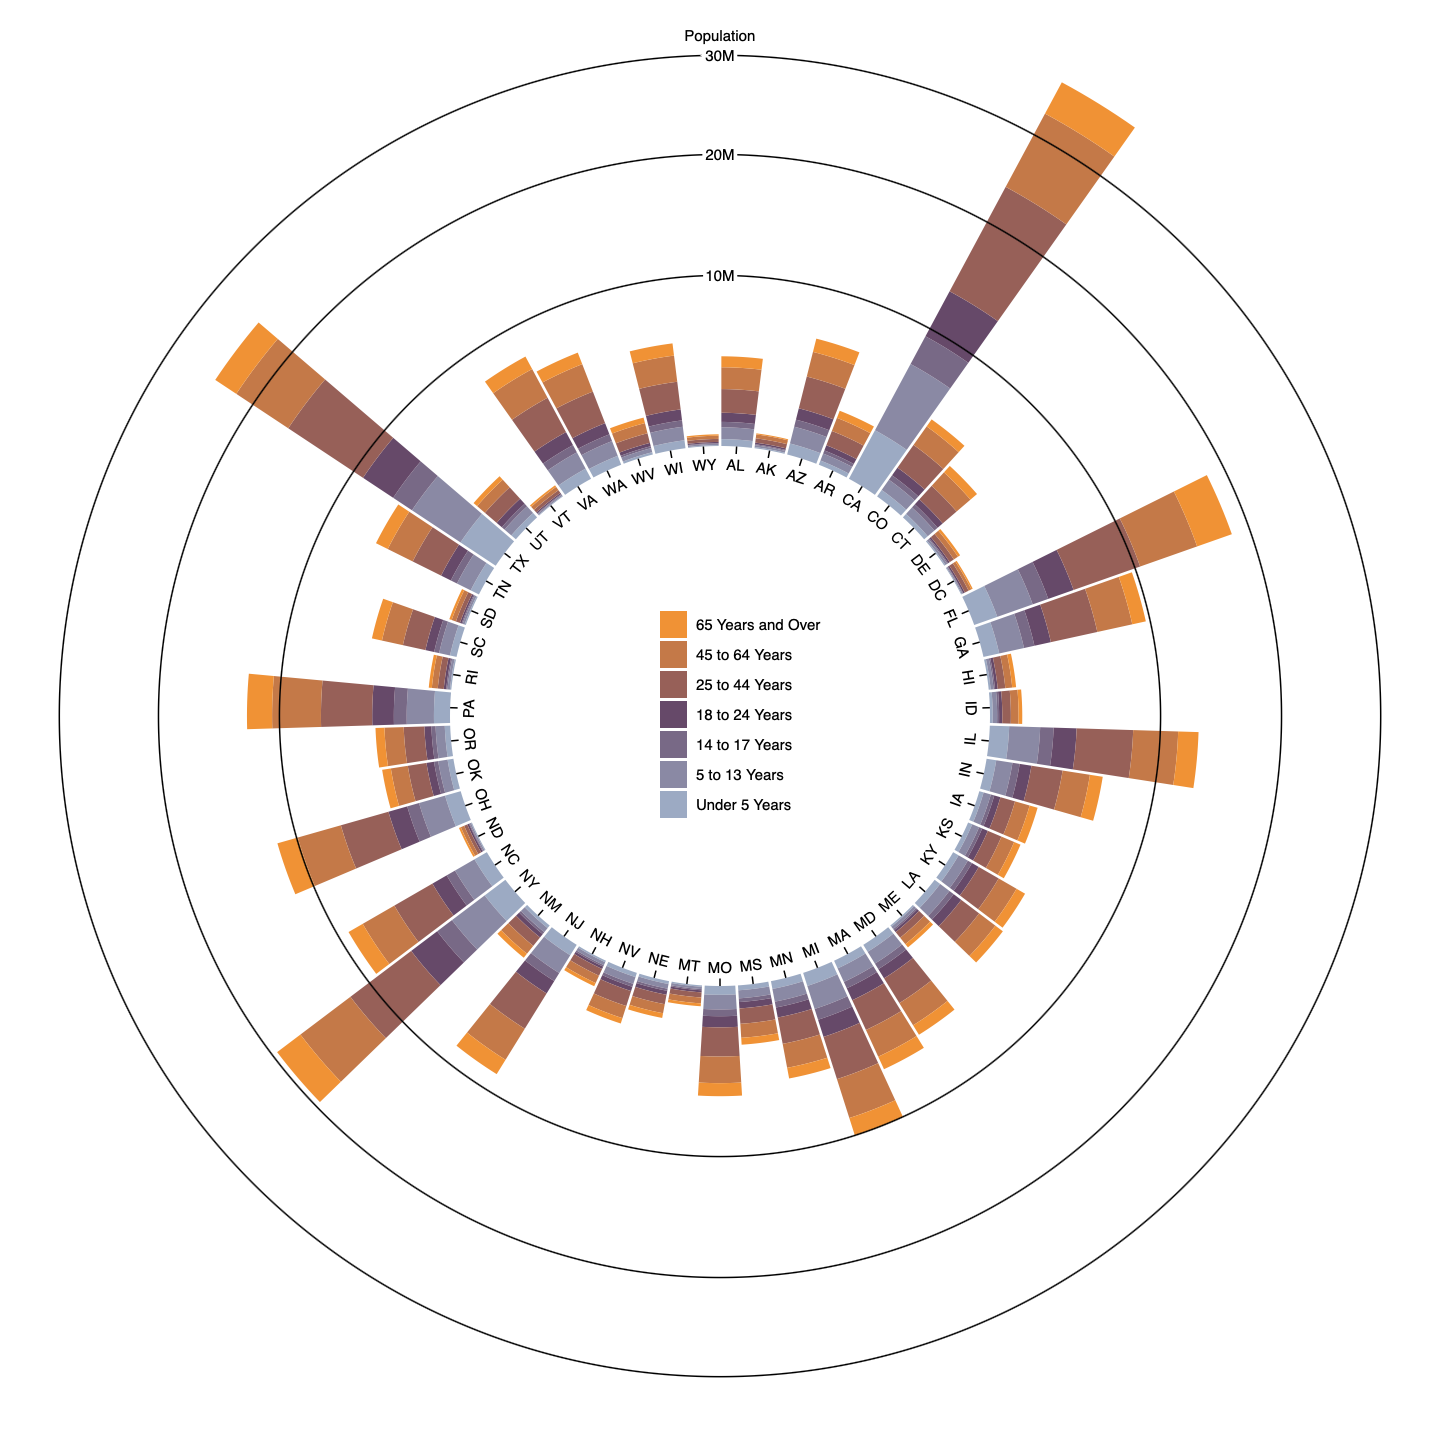 Population
30M
20M
10M
AL
AK
AZ
AR
CA
CO
CT
DE
DC
FL
GA
HI
ID
IL
IN
IA
KS
KY
LA
ME
MD
MA
MI
MN
MS
MO
MT
NE
NV
NH
NJ
NM
NY
NC
ND
OH
OK
OR
PA
RI
SC
SD
TN
TX
UT
VT
VA
WA
WV
WI
WY
65 Years and Over
45 to 64 Years
25 to 44 Years
18 to 24 Years
14 to 17 Years
5 to 13 Years
Under 5 Years